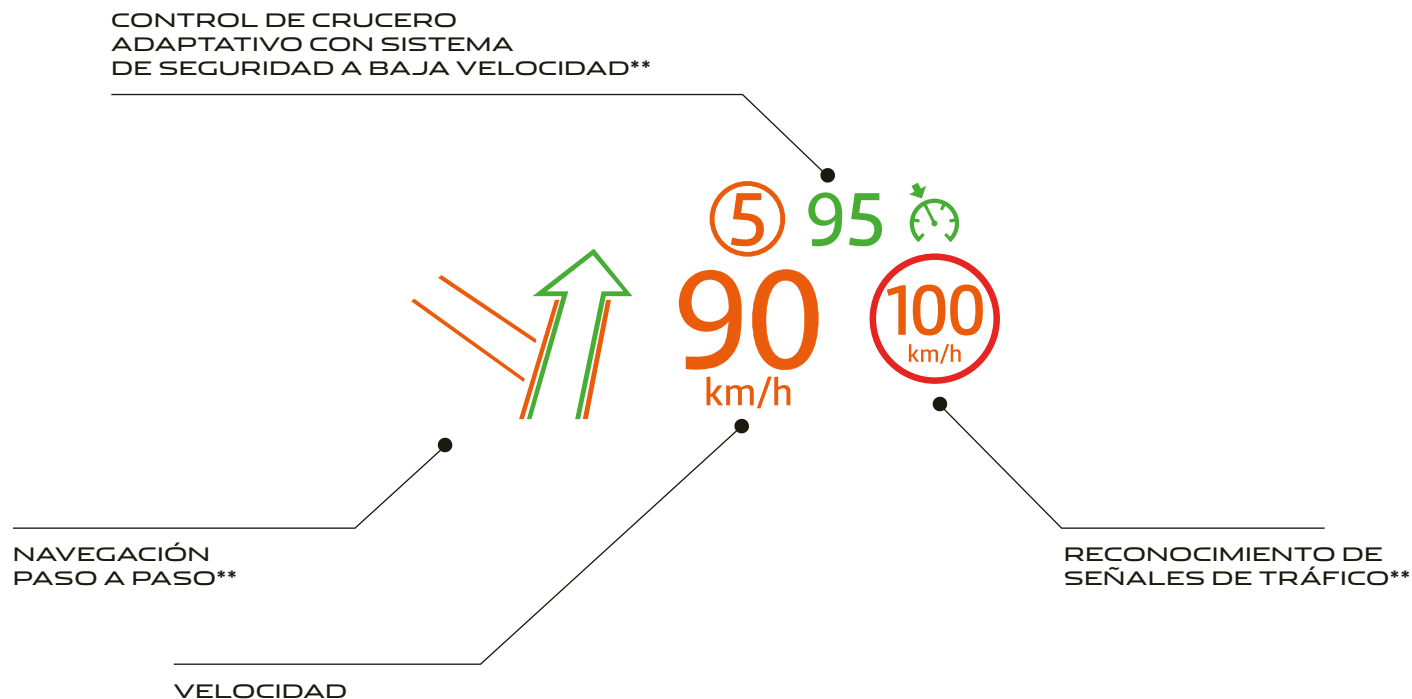 CONTROL DE CRUCERO
ADAPTATIVO CON SISTEMA
DE SEGURIDAD A BAJA VELOCIDAD**
5 95
90
km/h
100
km/h
NAVEGACIÓN
PASO A PASO**
RECONOCIMIENTO DE
SEÑALES DE TRÁFICO**
VELOCIDAD